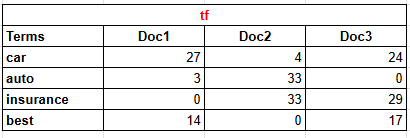 tf
Terms Doc1 Doc2 Doc3
car 27 4 24
auto 3 33 0
insurance 0 33 29
best 14 0 17